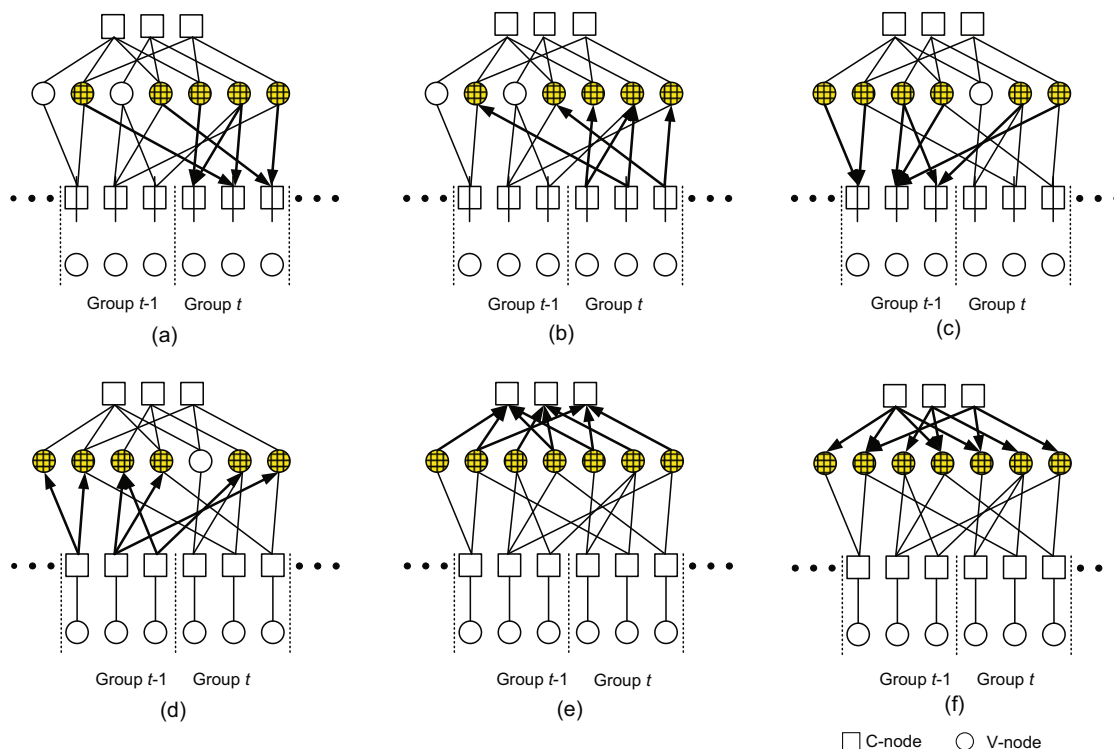 Group t-1 Group t
(a)
Group t-1 Group t
(b)
Group t-1 Group t
(c)
Group t-1 Group t
(d)
Group t-1 Group t
(e)
Group t-1 Group t
(f)
C-node V-node